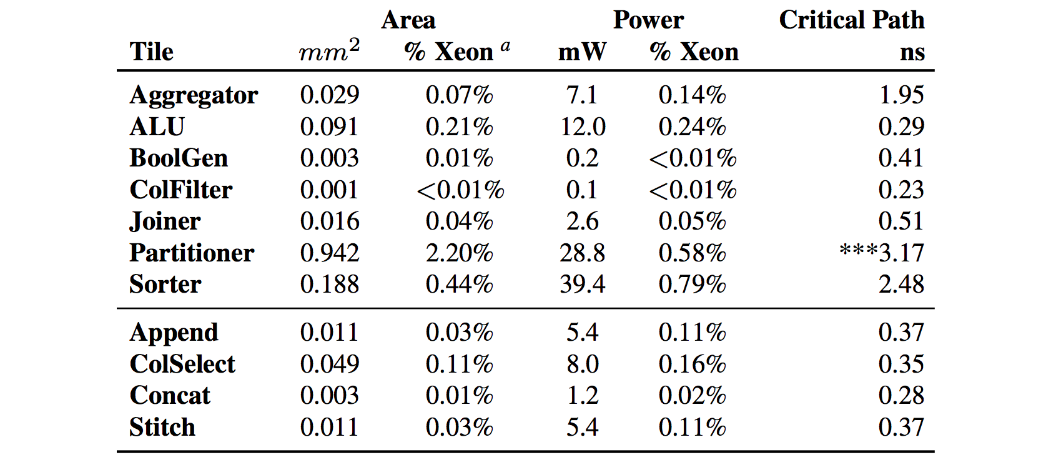 Area Power Critical Path
Tile mm² % Xeon ᵃ mW % Xeon ns
Aggregator 0.029 0.07% 7.1 0.14% 1.95
ALU 0.091 0.21% 12.0 0.24% 0.29
BoolGen 0.003 0.01% 0.2 <0.01% 0.41
ColFilter 0.001 <0.01% 0.1 <0.01% 0.23
Joiner 0.016 0.04% 2.6 0.05% 0.51
Partitioner 0.942 2.20% 28.8 0.58% ***3.17
Sorter 0.188 0.44% 39.4 0.79% 2.48
Append 0.011 0.03% 5.4 0.11% 0.37
ColSelect 0.049 0.11% 8.0 0.16% 0.35
Concat 0.003 0.01% 1.2 0.02% 0.28
Stitch 0.011 0.03% 5.4 0.11% 0.37